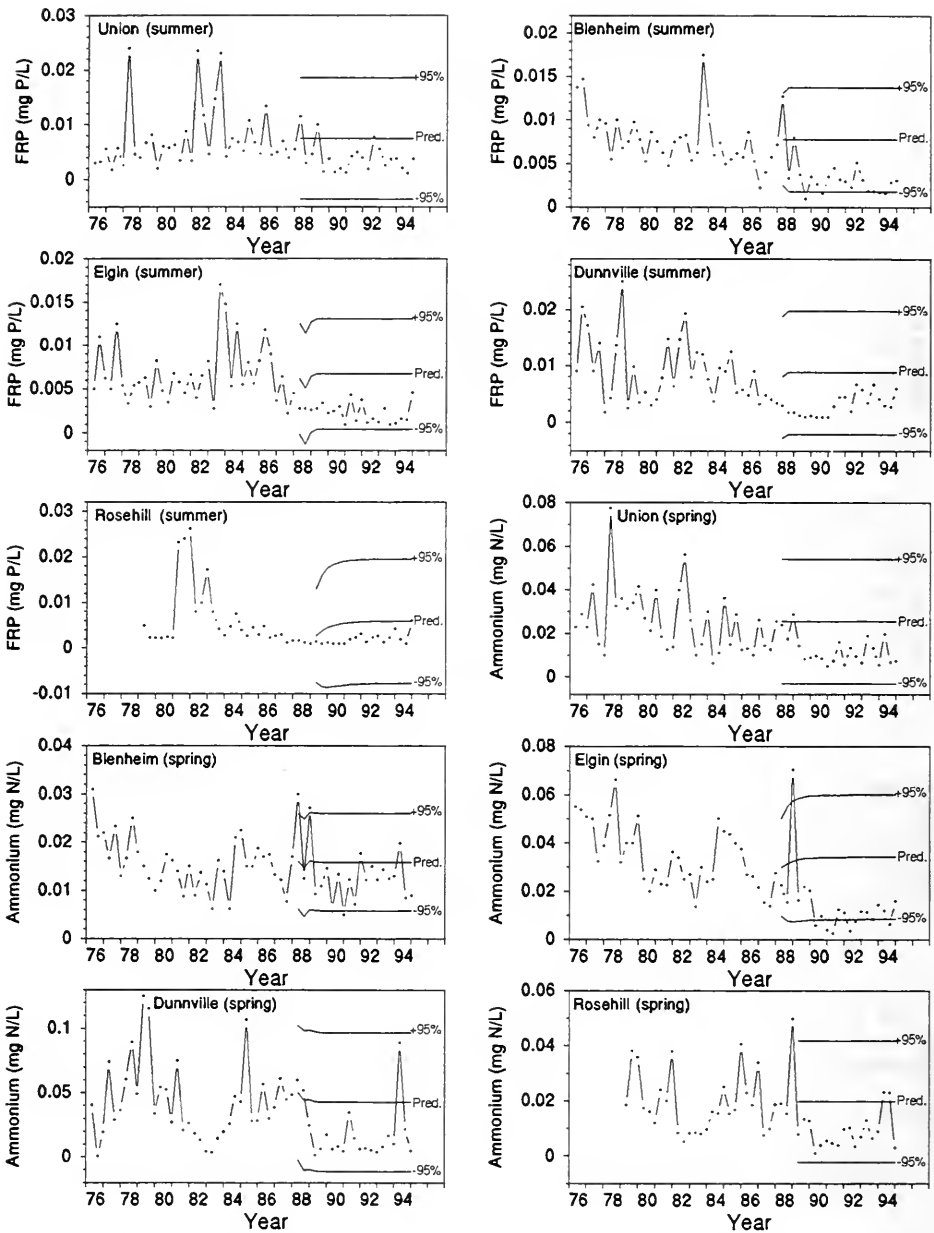 Union (summer)
FRP (mg P/L)
0.03
0.02
0.01
0
+95%
Pred.
-95%
76 78 80 82 84 86 88 90 92 94
Year
Blenheim (summer)
FRP (mg P/L)
0.02
0.015
0.01
0.005
0
+95%
Pred.
-95%
76 78 80 82 84 86 88 90 92 94
Year
Elgin (summer)
FRP (mg P/L)
0.02
0.015
0.01
0.005
0
+95%
Pred.
-95%
76 78 80 82 84 86 88 90 92 94
Year
Dunnville (summer)
FRP (mg P/L)
0.02
0.01
0
+95%
Pred.
-95%
76 78 80 82 84 86 88 90 92 94
Year
Rosehill (summer)
FRP (mg P/L)
0.03
0.02
0.01
0
-0.01
+95%
Pred.
-95%
76 78 80 82 84 86 88 90 92 94
Year
Union (spring)
Ammonium (mg N/L)
0.08
0.06
0.04
0.02
0
+95%
Pred.
-95%
76 78 80 82 84 86 88 90 92 94
Year
Blenheim (spring)
Ammonium (mg N/L)
0.04
0.03
0.02
0.01
0
+95%
Pred.
-95%
76 78 80 82 84 86 88 90 92 94
Year
Elgin (spring)
Ammonium (mg N/L)
0.08
0.06
0.04
0.02
0
+95%
Pred.
-95%
76 78 80 82 84 86 88 90 92 94
Year
Dunnville (spring)
Ammonium (mg N/L)
0.1
0.05
0
+95%
Pred.
-95%
76 78 80 82 84 86 88 90 92 94
Year
Rosehill (spring)
Ammonium (mg N/L)
0.06
0.04
0.02
0
+95%
Pred.
-95%
76 78 80 82 84 86 88 90 92 94
Year